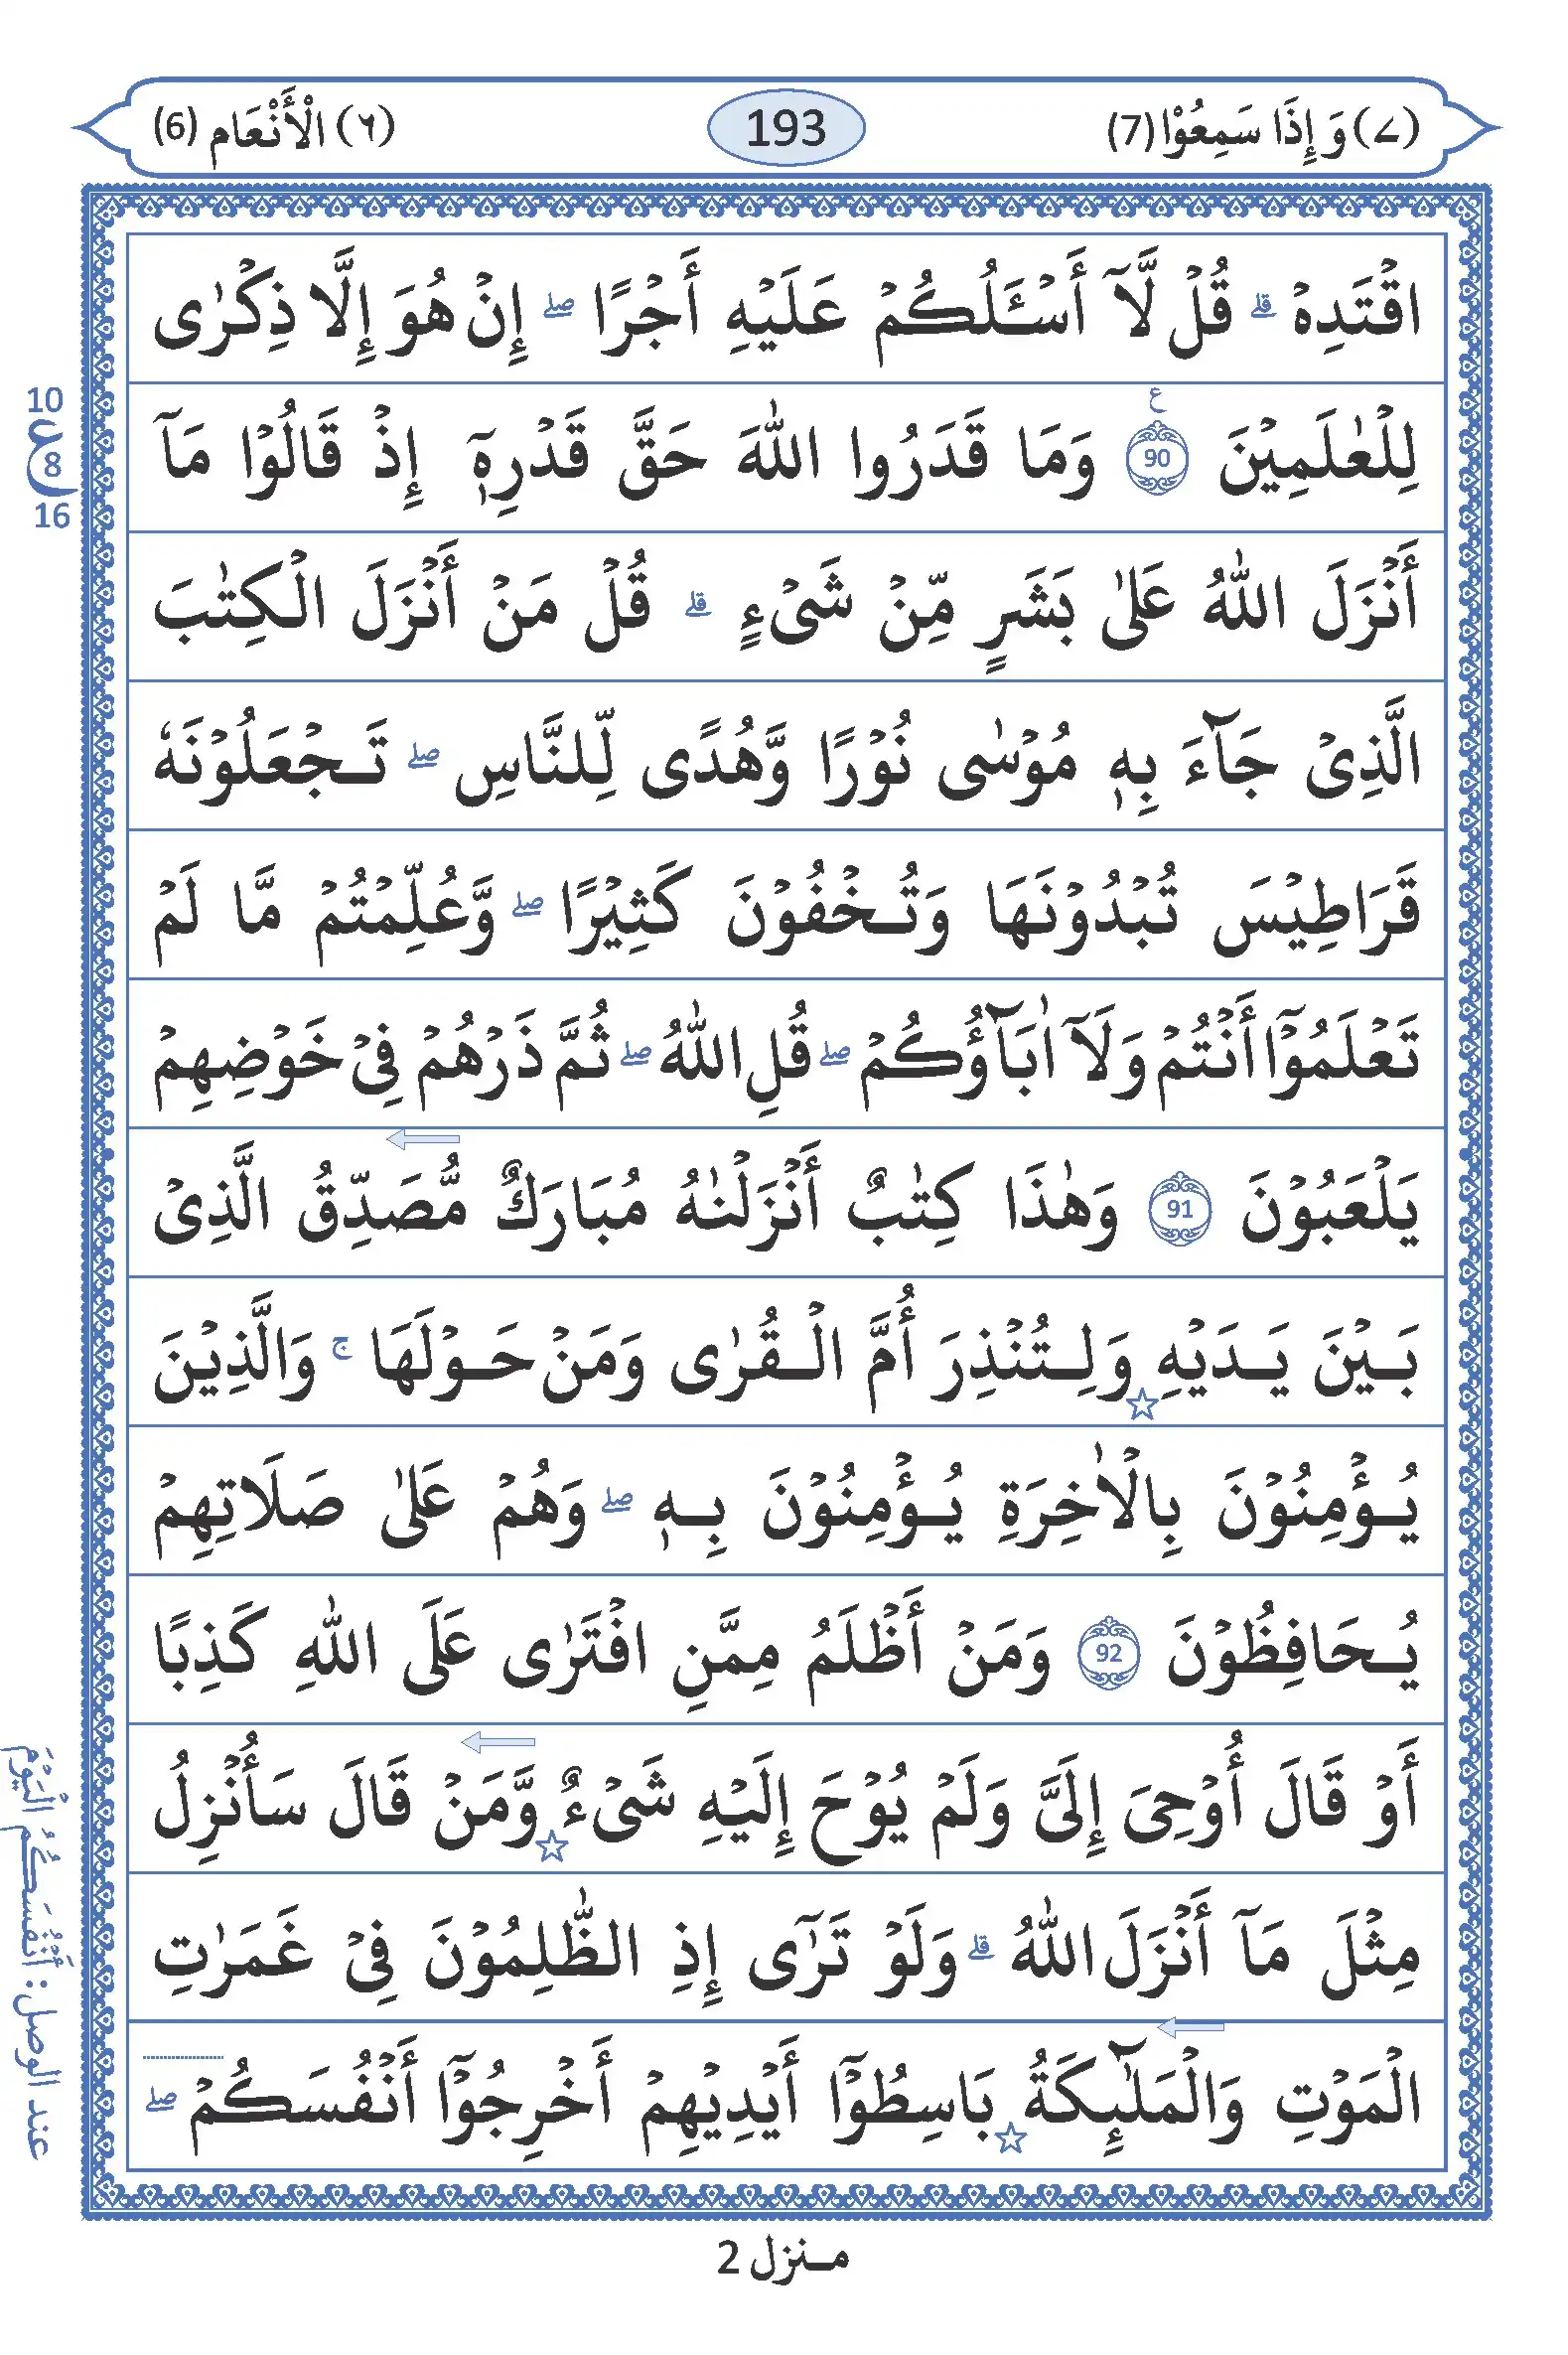 (٧) وَ إِذَا سَمِعُوْا (7)
193
(٦) الْأَنْعَام (6)
اقْتَدِهْ ۗ قُلْ لَّآ أَسْـَٔلُكُمْ عَلَيْهِ أَجْرًا ۖ إِنْ هُوَ إِلَّا ذِكْرٰى
لِلْعٰلَمِيْنَ 90 ع وَمَا قَدَرُوا اللّٰهَ حَقَّ قَدْرِهٖٓ إِذْ قَالُوْا مَآ
أَنْزَلَ اللّٰهُ عَلٰى بَشَرٍ مِّنْ شَىْءٍ ۗ قُلْ مَنْ أَنْزَلَ الْكِتٰبَ
الَّذِىْ جَآءَ بِهٖ مُوْسٰى نُوْرًا وَّهُدًى لِّلنَّاسِ ۖ تَجْعَلُوْنَهٗ
قَرَاطِيْسَ تُبْدُوْنَهَا وَتُخْفُوْنَ كَثِيْرًا ۖ وَّعُلِّمْتُمْ مَّا لَمْ
تَعْلَمُوْٓا أَنْتُمْ وَلَآ اٰبَآؤُكُمْ ۖ قُلِ اللّٰهُ ۖ ثُمَّ ذَرْهُمْ فِىْ خَوْضِهِمْ
يَلْعَبُوْنَ 91 وَهٰذَا كِتٰبٌ أَنْزَلْنٰهُ مُبَارَكٌ مُّصَدِّقُ الَّذِىْ
بَيْنَ يَدَيْهِ ☆ وَلِتُنْذِرَ أُمَّ الْقُرٰى وَمَنْ حَوْلَهَا ۚ وَالَّذِيْنَ
يُؤْمِنُوْنَ بِالْاٰخِرَةِ يُؤْمِنُوْنَ بِهٖ ۖ وَهُمْ عَلٰى صَلَاتِهِمْ
يُحَافِظُوْنَ 92 وَمَنْ أَظْلَمُ مِمَّنِ افْتَرٰى عَلَى اللّٰهِ كَذِبًا
أَوْ قَالَ أُوْحِىَ إِلَىَّ وَلَمْ يُوْحَ إِلَيْهِ شَىْءٌ ☆ وَّمَنْ قَالَ سَأُنْزِلُ
مِثْلَ مَآ أَنْزَلَ اللّٰهُ ۗ وَلَوْ تَرٰٓى إِذِ الظّٰلِمُوْنَ فِىْ غَمَرٰتِ
الْمَوْتِ وَالْمَلٰٓئِكَةُ ☆ بَاسِطُوْٓا أَيْدِيْهِمْ أَخْرِجُوْٓا أَنْفُسَكُمْ ۖ
10
ع 8
16
عند الوصل: أَنْفُسَكُمُ الْيَوْمَ
منزل 2